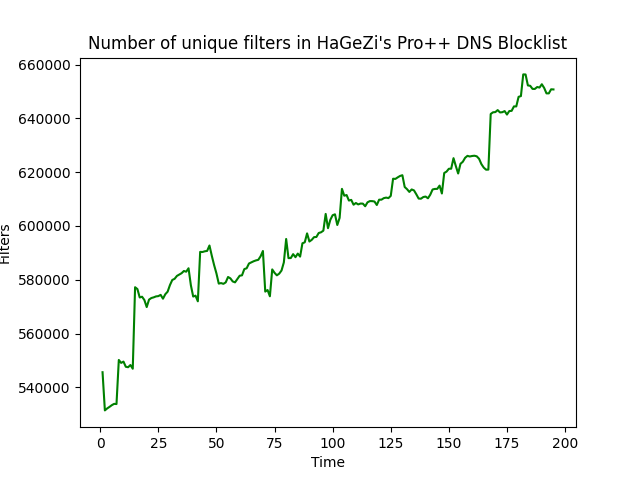 Number of unique filters in HaGeZi's Pro++ DNS Blocklist
660000
640000
620000
600000
580000
560000
540000
Filters
0 25 50 75 100 125 150 175 200
Time